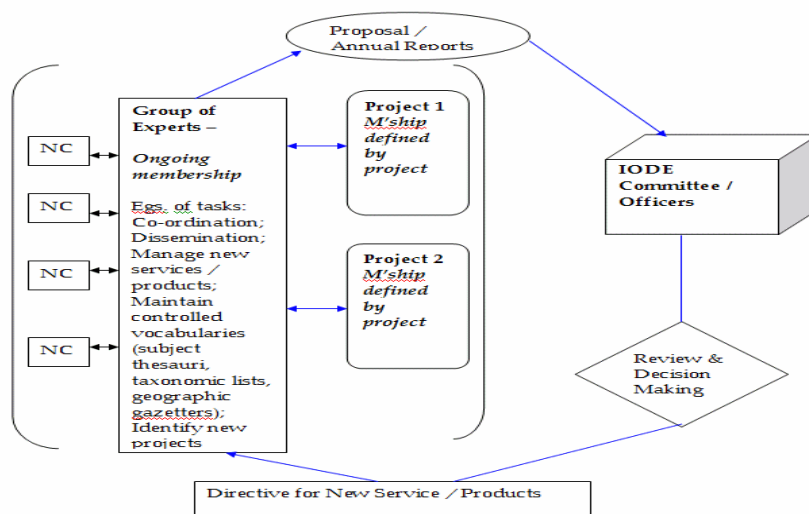 Proposal /
Annual Reports
Group of
Experts –
Ongoing
membership
Egs. of tasks:
Co-ordination;
Dissemination;
Manage new
services /
products;
Maintain
controlled
vocabularies
(subject
thesauri,
taxonomic lists,
geographic
gazetters);
Identify new
projects
NC
NC
NC
NC
Project 1
M'ship
defined
by
project
Project 2
M'ship
defined
by
project
IODE
Committee /
Officers
Review &
Decision
Making
Directive for New Service / Products